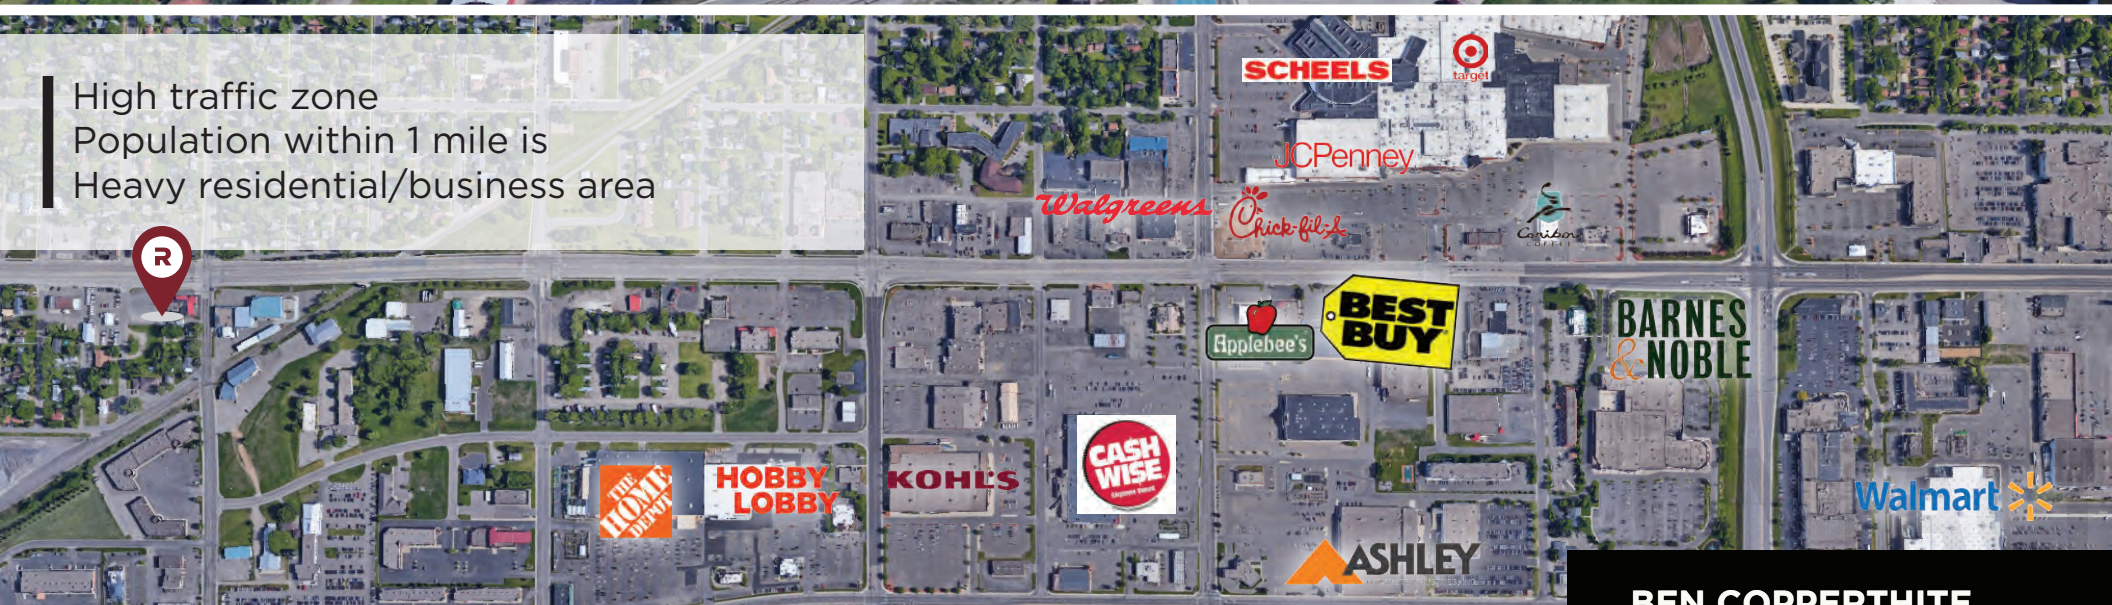 High traffic zone
Population within 1 mile is
Heavy residential/business area
R
SCHEELS
target
JCPenney
Walgreens
Chick-fil-A
Caribou
COFFEE
Applebee's
BEST
BUY
BARNES
&NOBLE
THE
HOME
DEPOT
HOBBY
LOBBY
KOHL'S
CASH
WISE
Walmart
ASHLEY
BEN COPPERTHITE